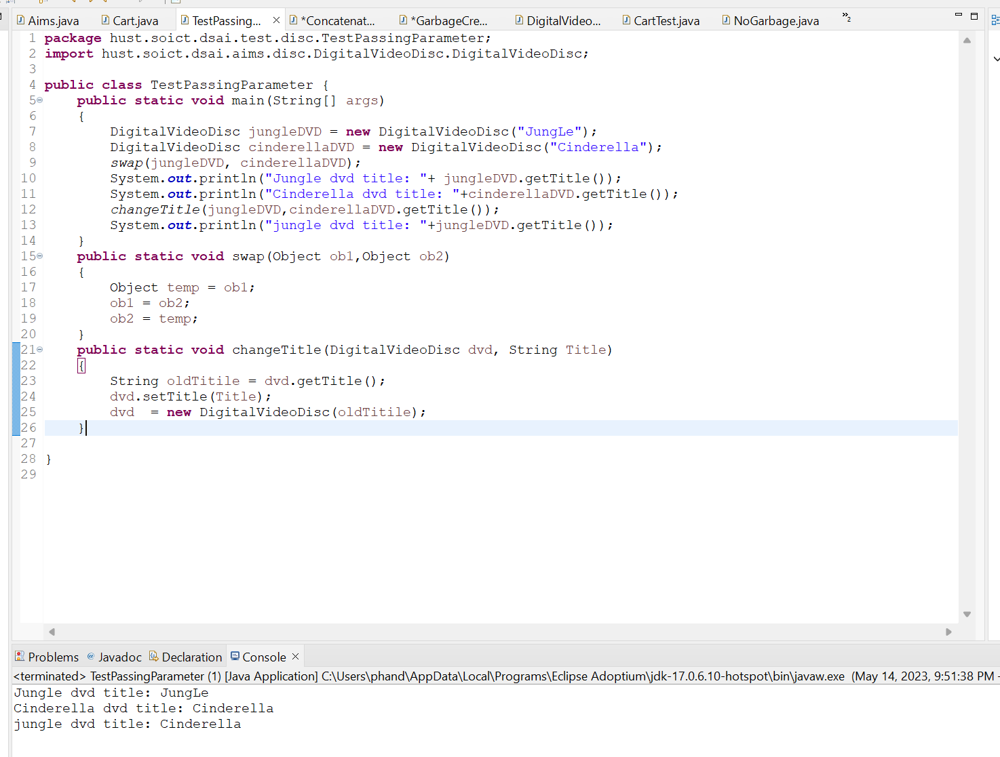 Aims.java Cart.java TestPassing... *Concatenat... *GarbageCre... DigitalVideo... CartTest.java NoGarbage.java »2
1 package hust.soict.dsai.test.disc.TestPassingParameter;
2 import hust.soict.dsai.aims.disc.DigitalVideoDisc.DigitalVideoDisc;
3
4 public class TestPassingParameter {
5 public static void main(String[] args)
6 {
7 DigitalVideoDisc jungleDVD = new DigitalVideoDisc("JungLe");
8 DigitalVideoDisc cinderellaDVD = new DigitalVideoDisc("Cinderella");
9 swap(jungleDVD, cinderellaDVD);
10 System.out.println("Jungle dvd title: "+ jungleDVD.getTitle());
11 System.out.println("Cinderella dvd title: "+cinderellaDVD.getTitle());
12 changeTitle(jungleDVD,cinderellaDVD.getTitle());
13 System.out.println("jungle dvd title: "+jungleDVD.getTitle());
14 }
15 public static void swap(Object ob1,Object ob2)
16 {
17 Object temp = ob1;
18 ob1 = ob2;
19 ob2 = temp;
20 }
21 public static void changeTitle(DigitalVideoDisc dvd, String Title)
22 {
23 String oldTitile = dvd.getTitle();
24 dvd.setTitle(Title);
25 dvd  = new DigitalVideoDisc(oldTitile);
26 }
27
28 }
29
Problems Javadoc Declaration Console
<terminated> TestPassingParameter (1) [Java Application] C:\Users\phand\AppData\Local\Programs\Eclipse Adoptium\jdk-17.0.6.10-hotspot\bin\javaw.exe (May 14, 2023, 9:51:38 PM -
Jungle dvd title: JungLe
Cinderella dvd title: Cinderella
jungle dvd title: Cinderella